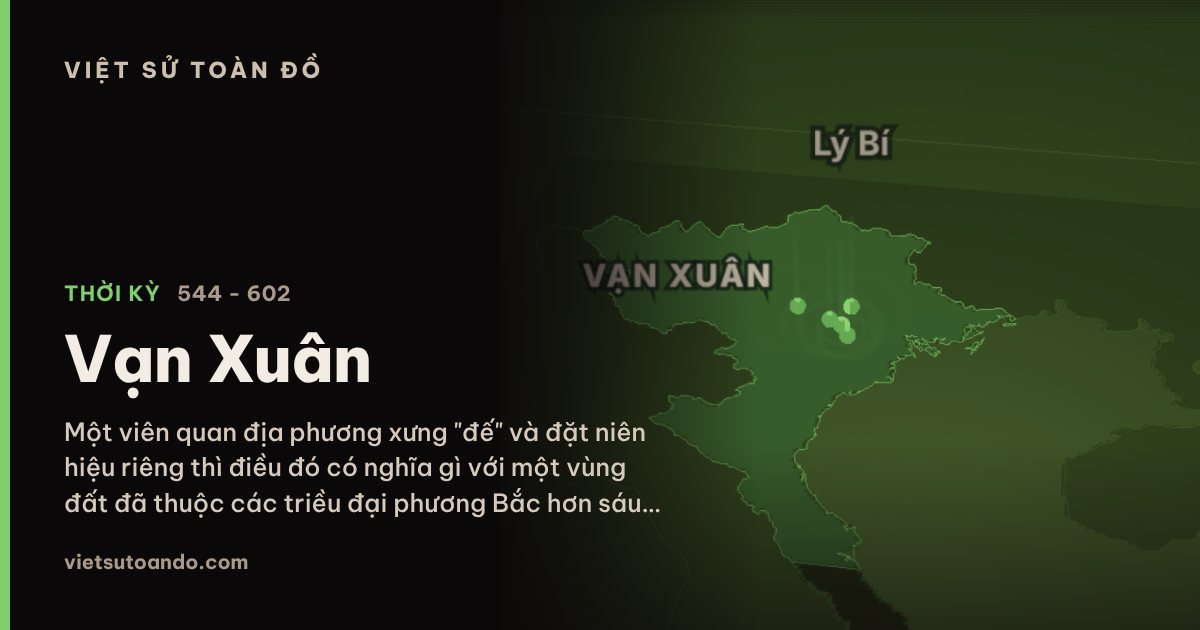 VIỆT SỬ TOÀN ĐỒ
Lý Bí
VẠN XUÂN
THỜI KỲ 544 - 602
Vạn Xuân
Một viên quan địa phương xưng "đế" và đặt niên
hiệu riêng thì điều đó có nghĩa gì với một vùng
đất đã thuộc các triều đại phương Bắc hơn sáu...
vietsutoando.com